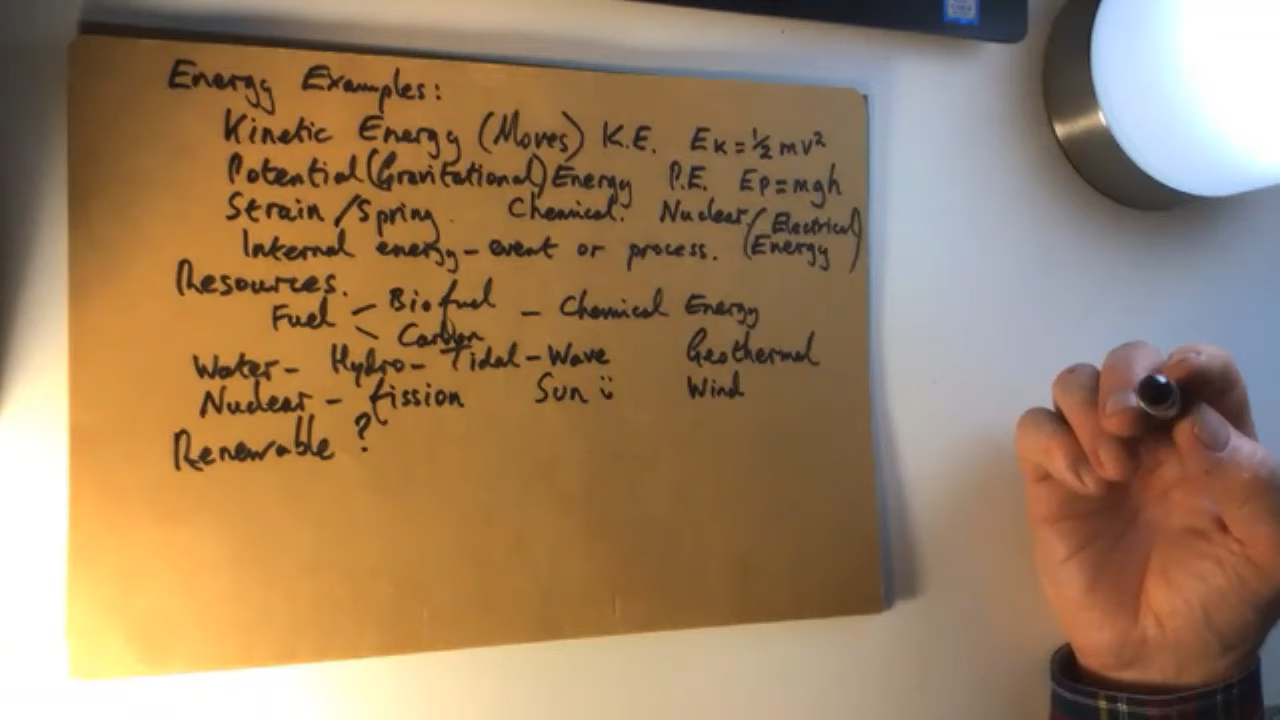 Energy Examples:
Kinetic Energy (Moves) K.E. Ek=½mv²
Potential (Gravitational) Energy P.E. Ep=mgh
Strain/Spring. Chemical. Nuclear/(Electrical Energy)
Internal energy – event or process.
Resources.
Fuel – Biofuel – Chemical Energy
– Carbon
Water – Hydro – Tidal – Wave Geothermal
Nuclear – fission Sun :) Wind
Renewable ?